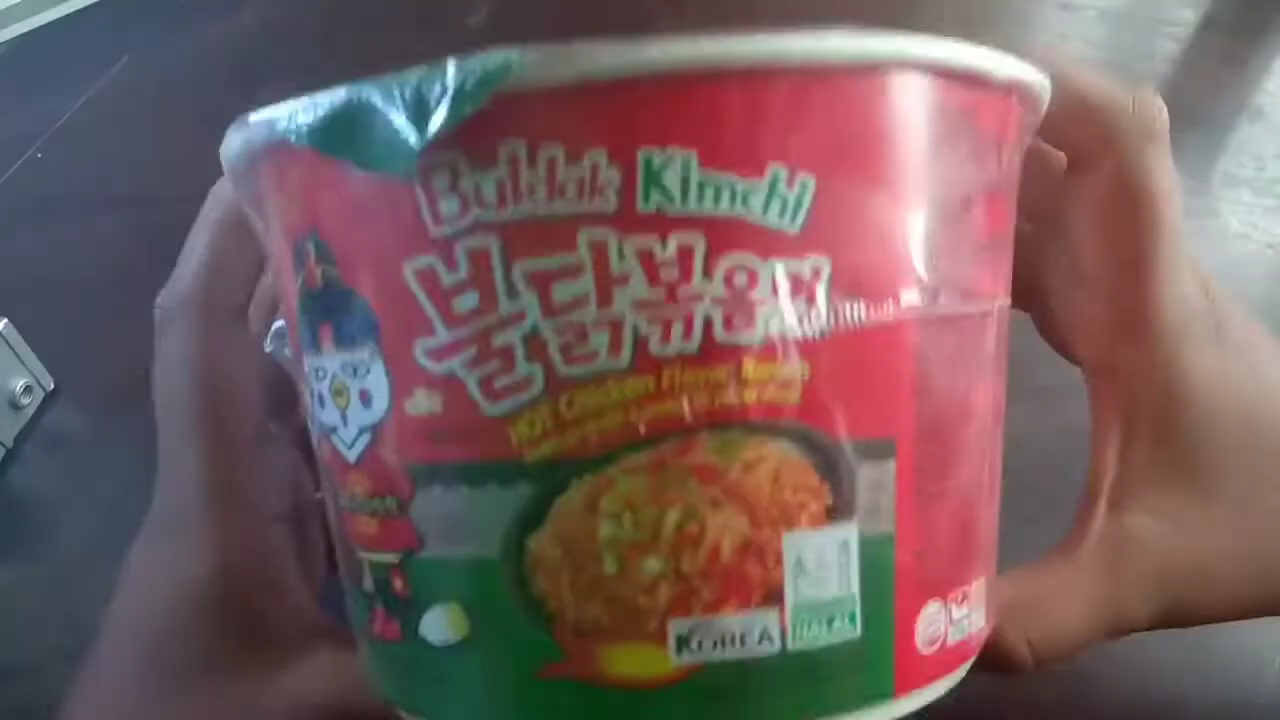 Buldak Kimchi
불닭볶음면
HOT Chicken Flavor Ramen
KOREA
HALAL